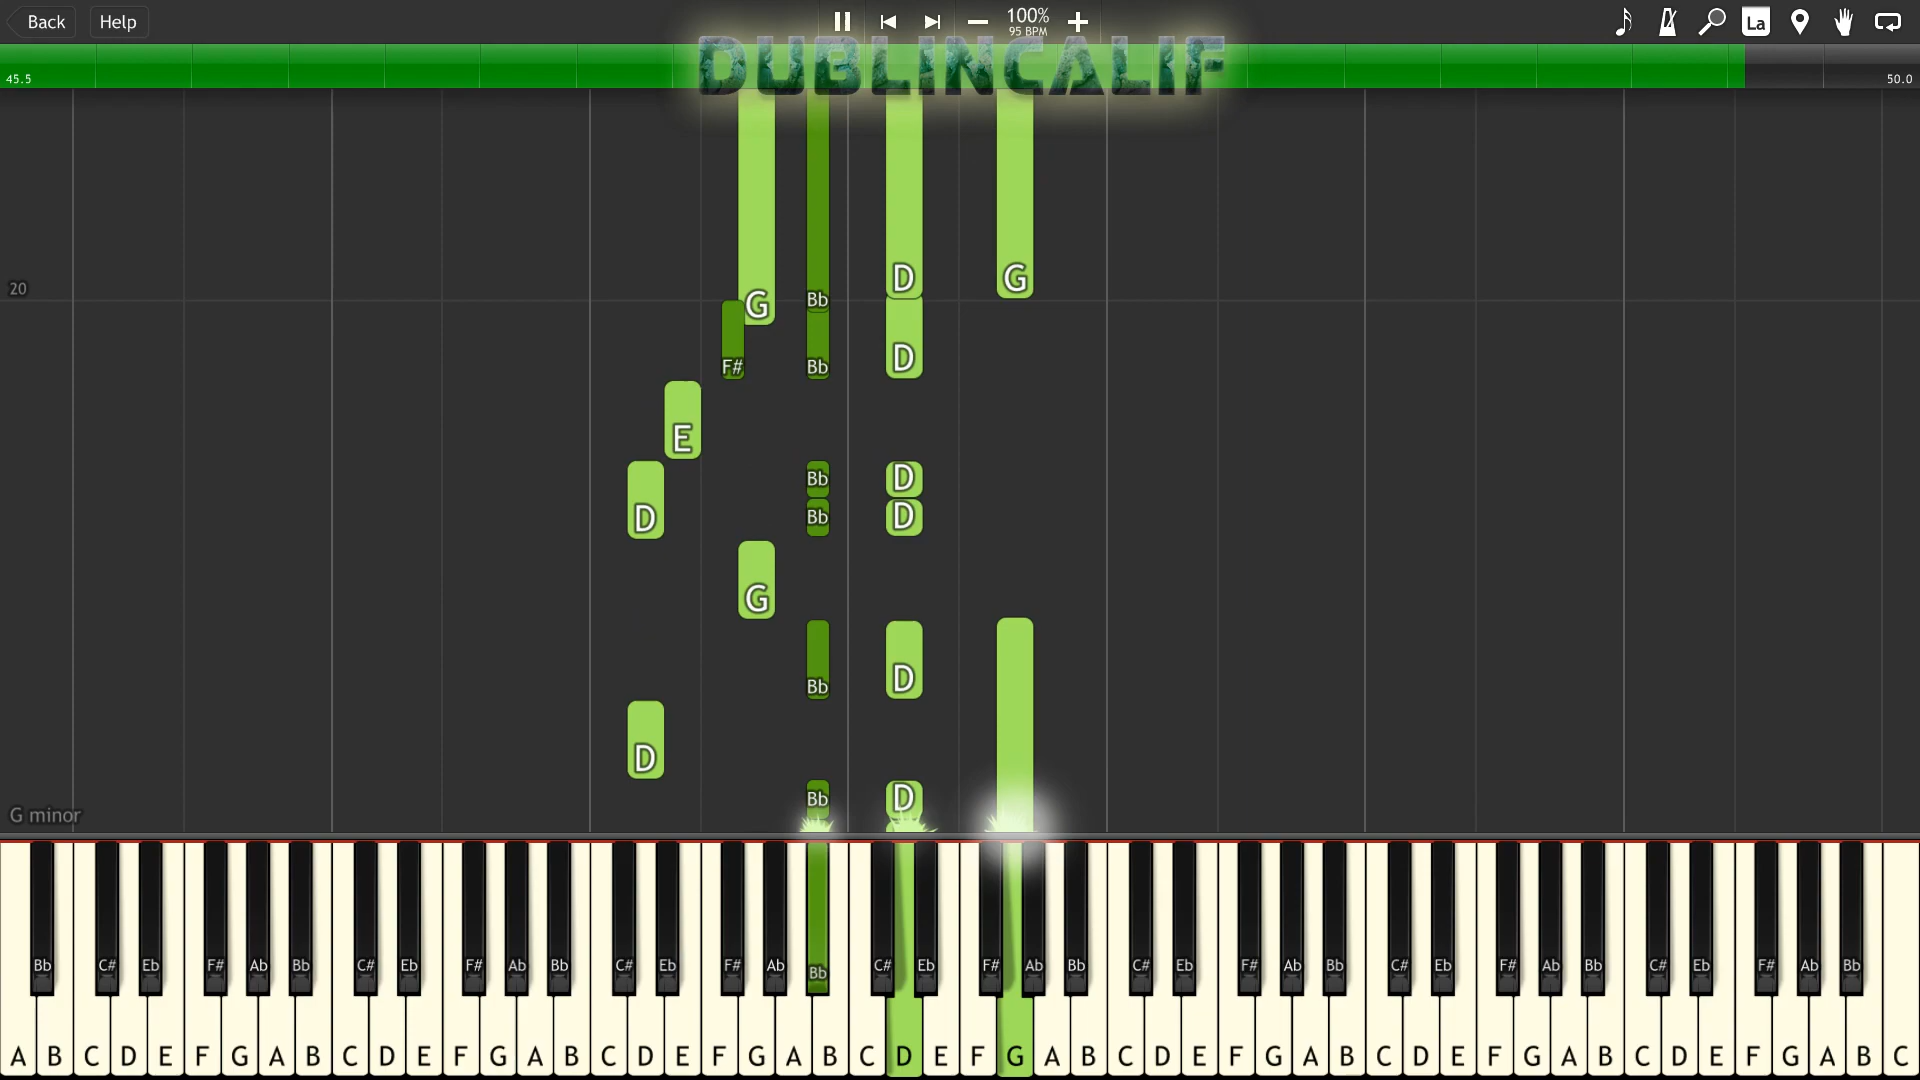 Back Help 100% La
95 BPM
DUBLINCALIF
45.5 50.0
D G
20 G Bb
F# Bb D
E
Bb D
D Bb D
G
Bb D
D
Bb D
G minor
Bb C# Eb F# Ab Bb C# Eb F# Ab Bb C# Eb F# Ab Bb C# Eb F# Ab Bb C# Eb F# Ab Bb C# Eb F# Ab Bb C# Eb F# Ab Bb
A B C D E F G A B C D E F G A B C D E F G A B C D E F G A B C D E F G A B C D E F G A B C D E F G A B C